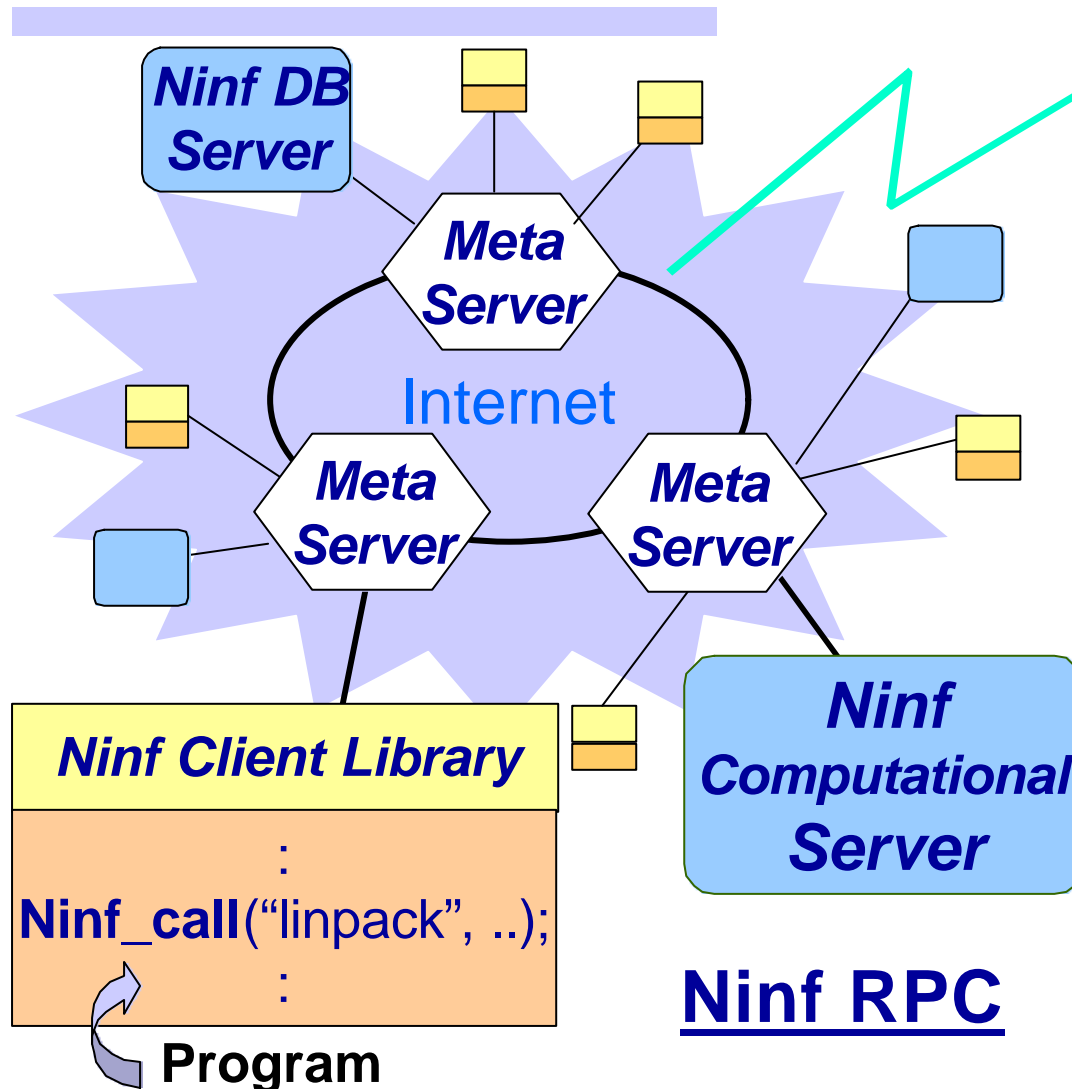 Ninf DB
Server
Meta
Server
Internet
Meta
Server
Meta
Server
Ninf Client Library
:
Ninf_call(“linpack”, ..);
:
Program
Ninf
Computational
Server
Ninf RPC